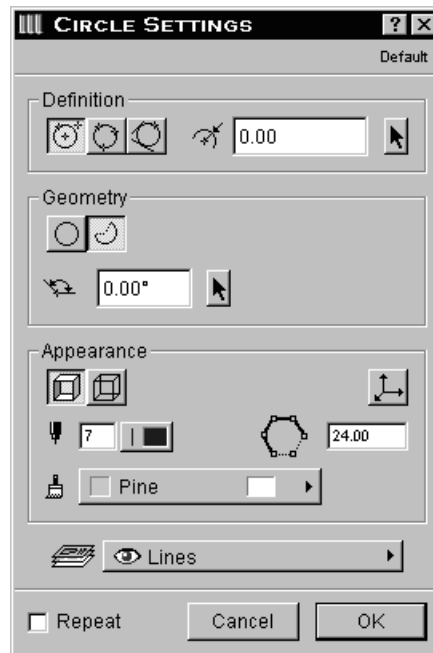 CIRCLE SETTINGS ? X
Default
Definition
0.00
Geometry
0.00°
Appearance
7
24.00
Pine
Lines
Repeat Cancel OK